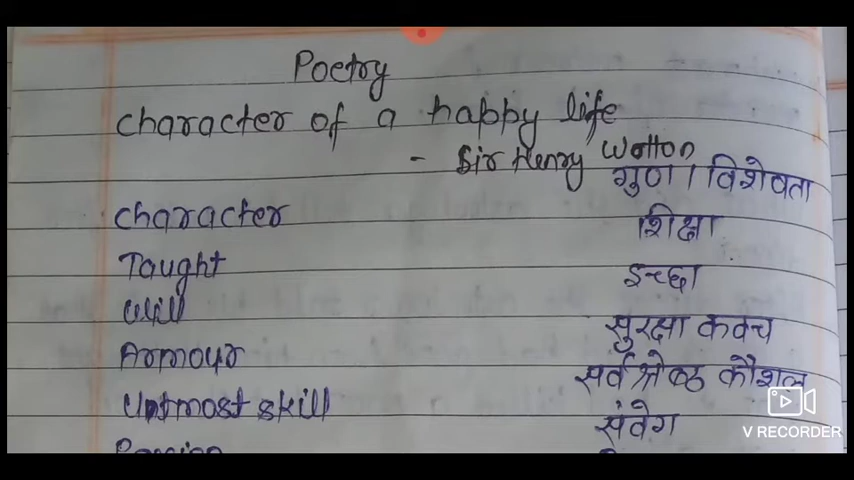 Poetry
character of a happy life
- Sir Henry Wotton
character गुण । विशेषता
Taught शिक्षा
Will इच्छा
Armour सुरक्षा कवच
Utmost skill सर्वश्रेष्ठ कौशल
Passion संवेग
V RECORDER